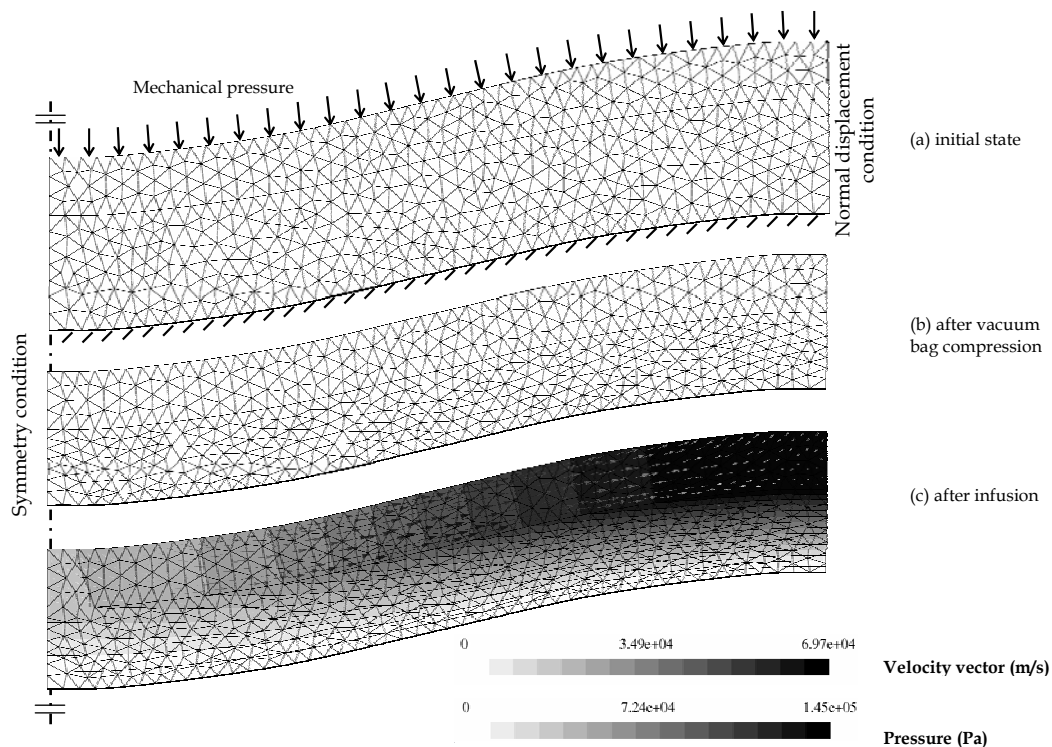 Mechanical pressure
Normal displacement
condition
(a) initial state
Symmetry condition
(b) after vacuum
bag compression
(c) after infusion
0 3.49e+04 6.97e+04
Velocity vector (m/s)
0 7.24e+04 1.45e+05
Pressure (Pa)